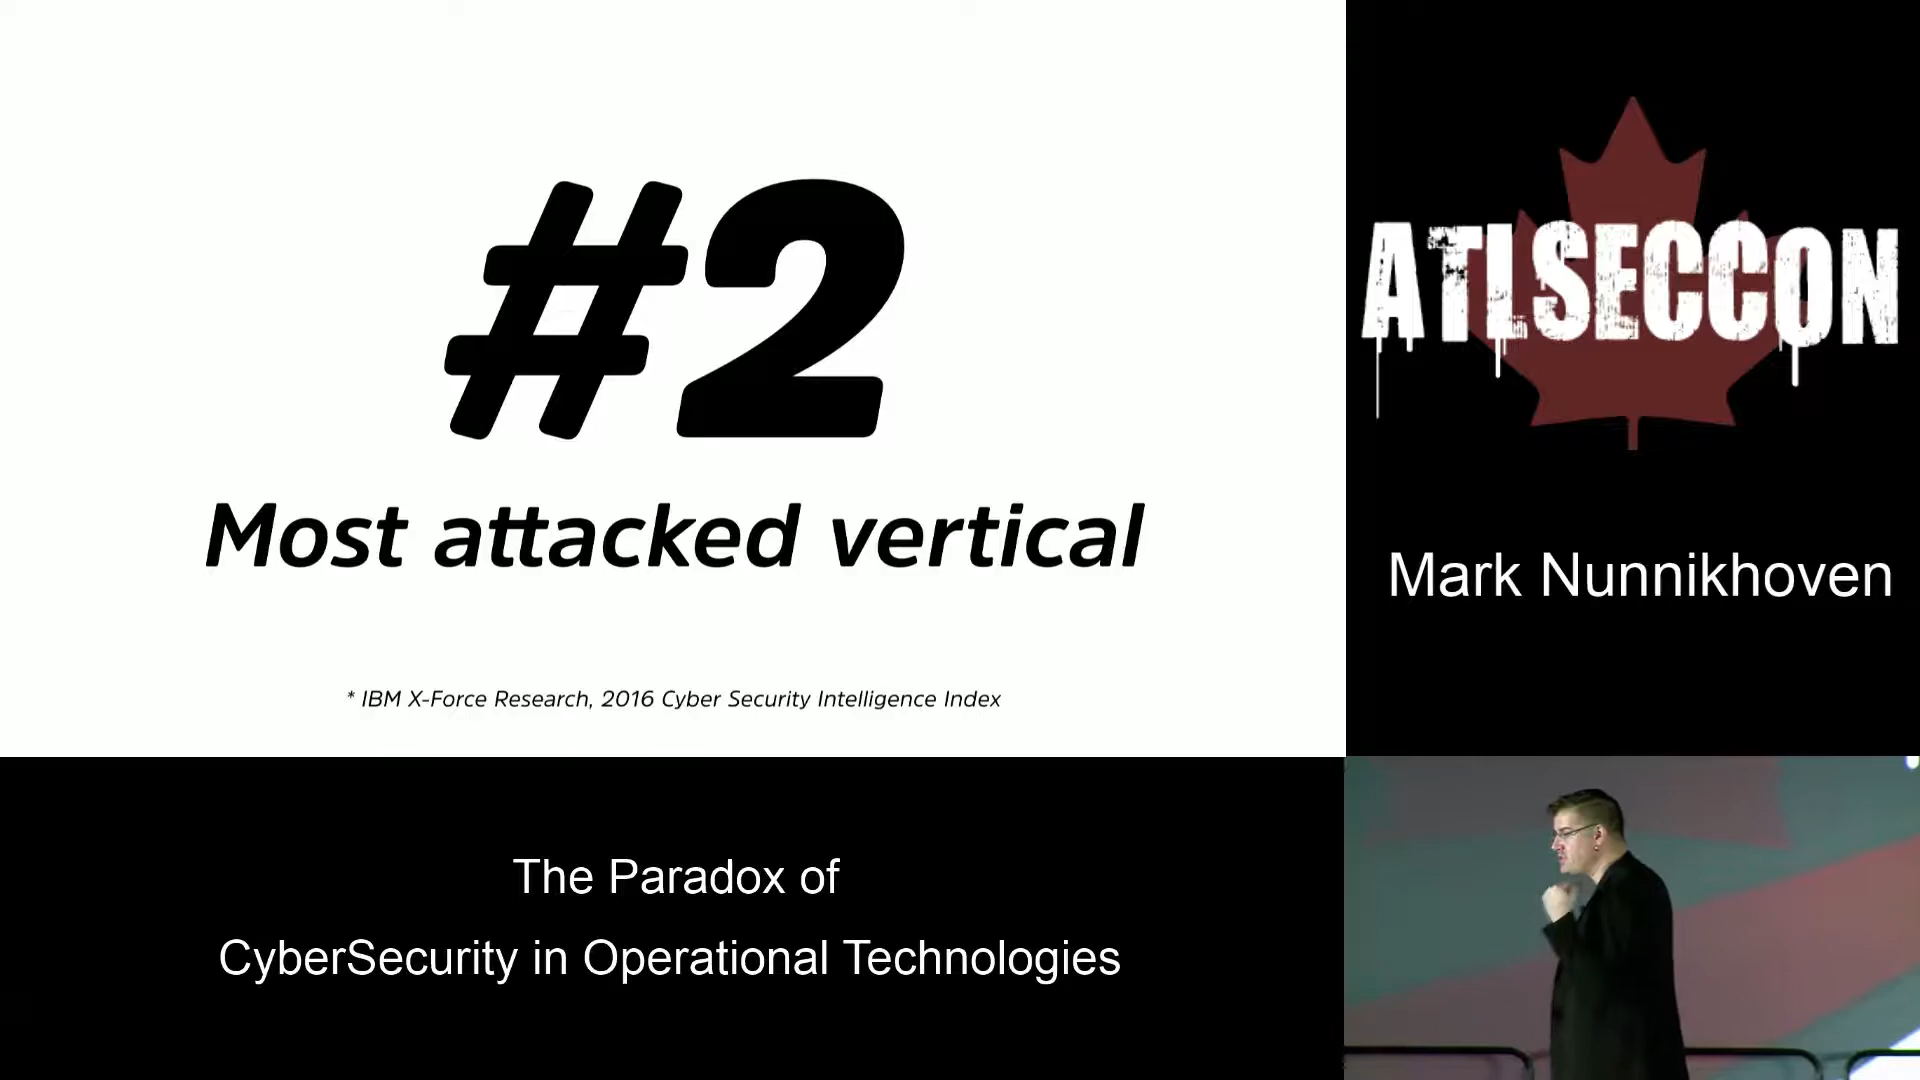 #2
Most attacked vertical
* IBM X-Force Research, 2016 Cyber Security Intelligence Index
ATLSECCON
Mark Nunnikhoven
The Paradox of
CyberSecurity in Operational Technologies